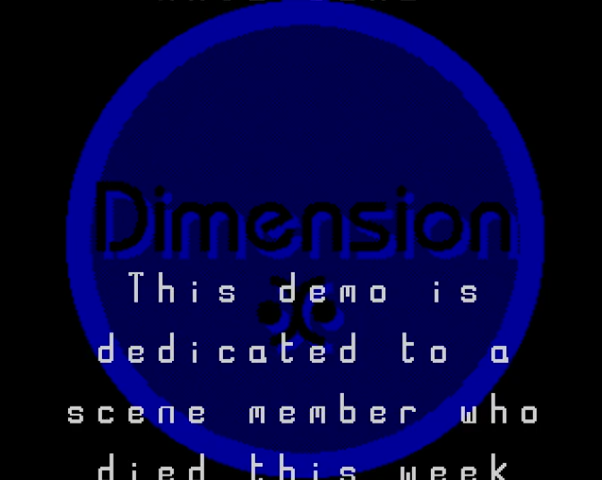 Dimension
This demo is
dedicated to a
scene member who
died this week